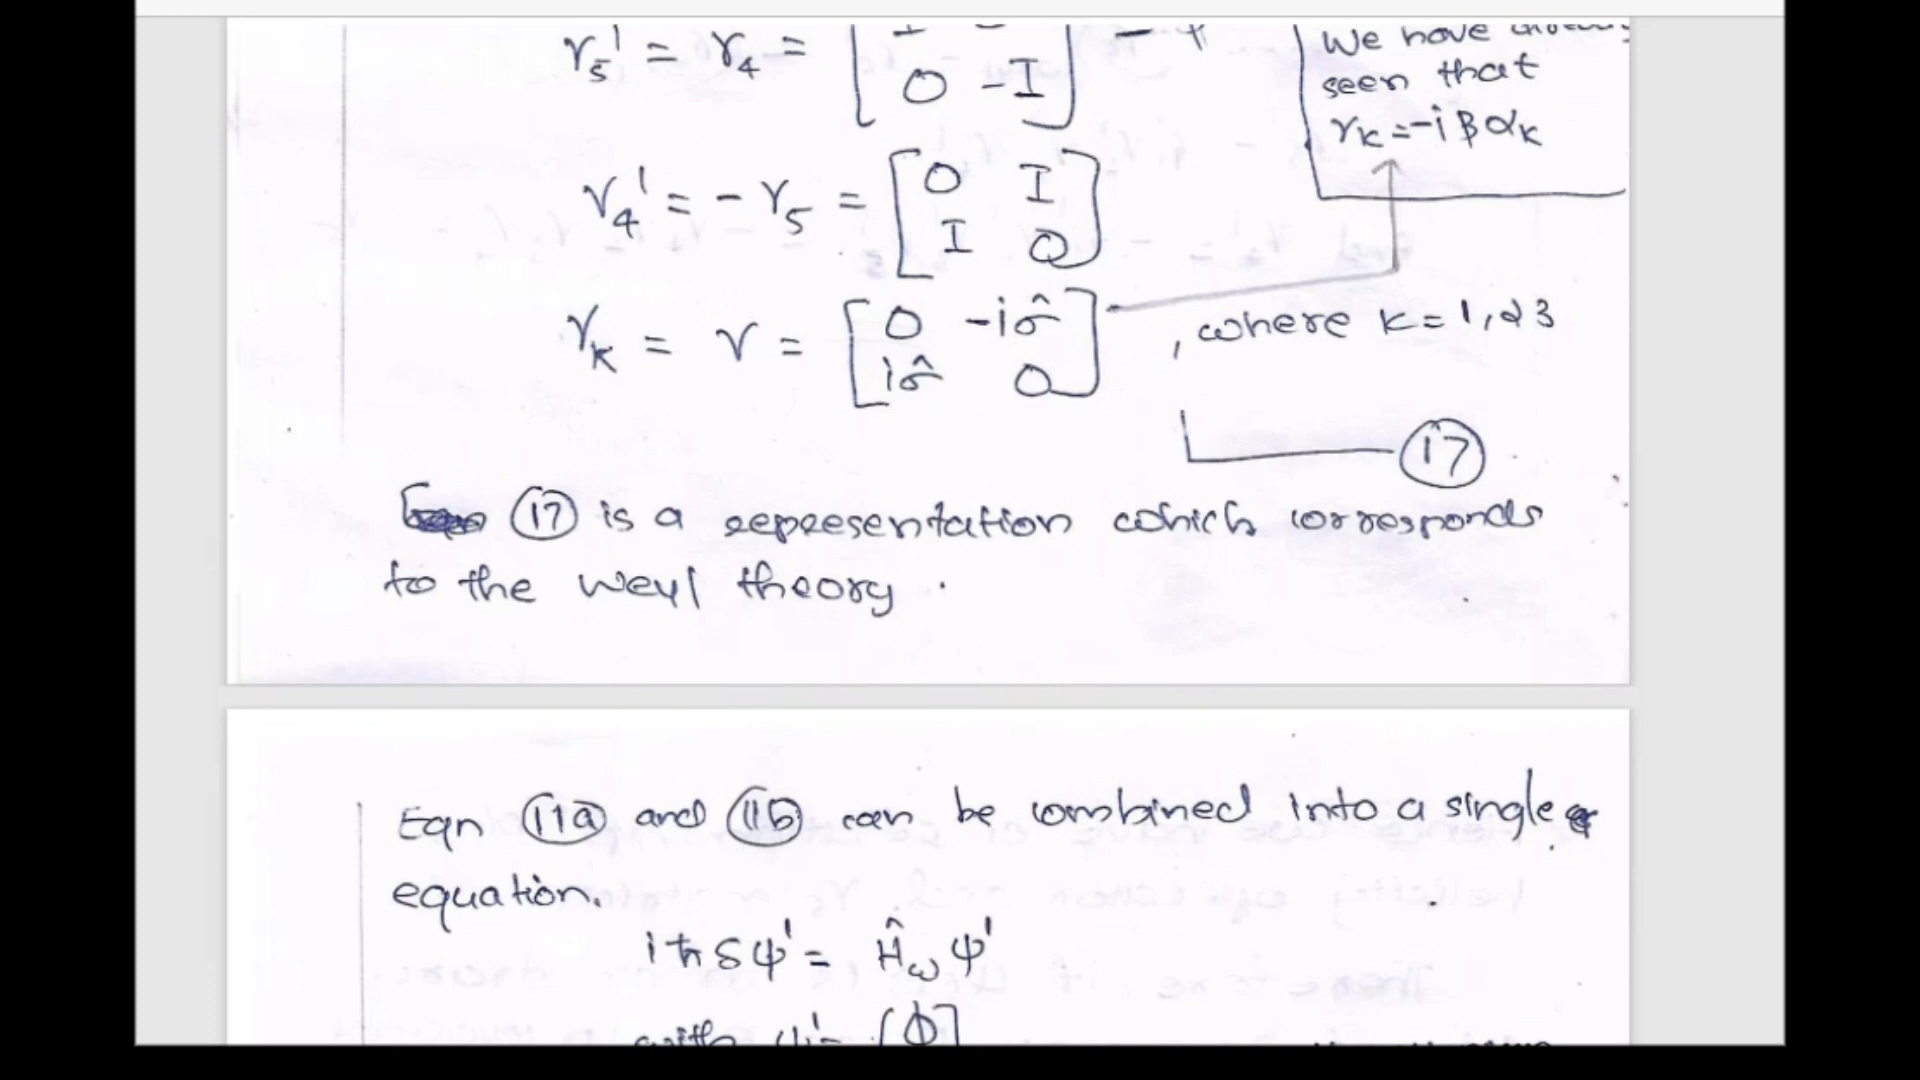 γ₅' = γ₄ = [ I
0 -I ]
We have
seen that
γₖ = -iβαₖ
γ₄' = - γ₅ = [ 0 I
I 0 ]
γₖ = γ = [ 0 -iσ̂
iσ̂ 0 ] , where k = 1,2 3
(17)
(17) is a representation which corresponds
to the weyl theory.
Eqn (11a) and (11b) can be combined into a single
equation.
iħδψ' = Ĥω ψ'
with ψ' = [ϕ]